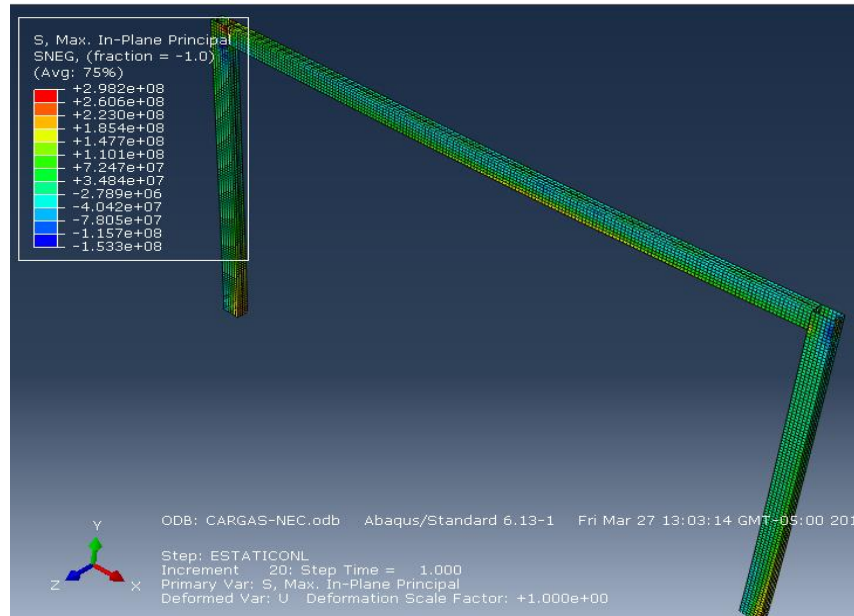 S, Max. In-Plane Principal
SNEG, (fraction = -1.0)
(Avg: 75%)
+2.982e+08
+2.606e+08
+2.230e+08
+1.854e+08
+1.477e+08
+1.101e+08
+7.247e+07
+3.484e+07
-2.789e+06
-4.042e+07
-7.805e+07
-1.157e+08
-1.533e+08
ODB: CARGAS-NEC.odb Abaqus/Standard 6.13-1 Fri Mar 27 13:03:14 GMT-05:00 201
Step: ESTATICONL
Increment 20: Step Time = 1.000
Primary Var: S, Max. In-Plane Principal
Deformed Var: U Deformation Scale Factor: +1.000e+00
Y
Z
X